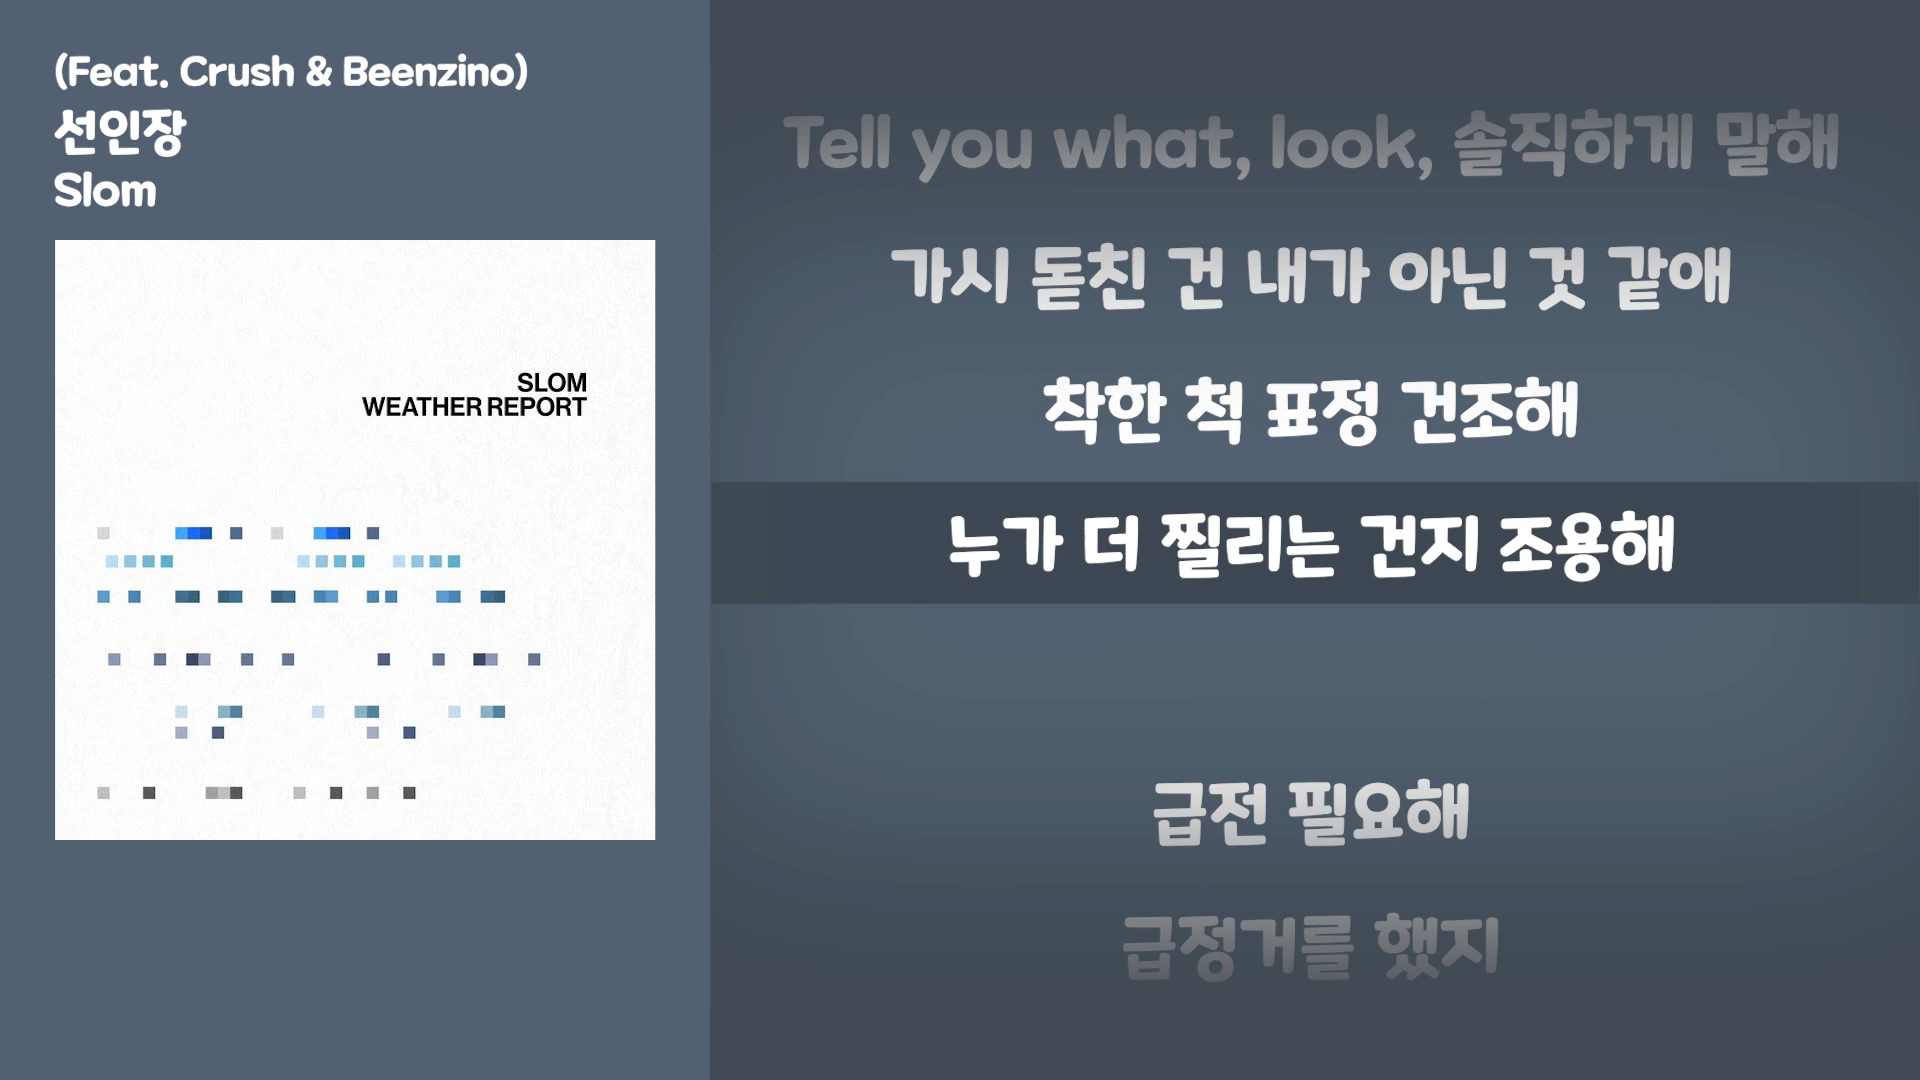 (Feat. Crush & Beenzino)
선인장
Slom
SLOM
WEATHER REPORT
Tell you what, look, 솔직하게 말해
가시 돋친 건 내가 아닌 것 같애
착한 척 표정 건조해
누가 더 찔리는 건지 조용해
급전 필요해
급정거를 했지